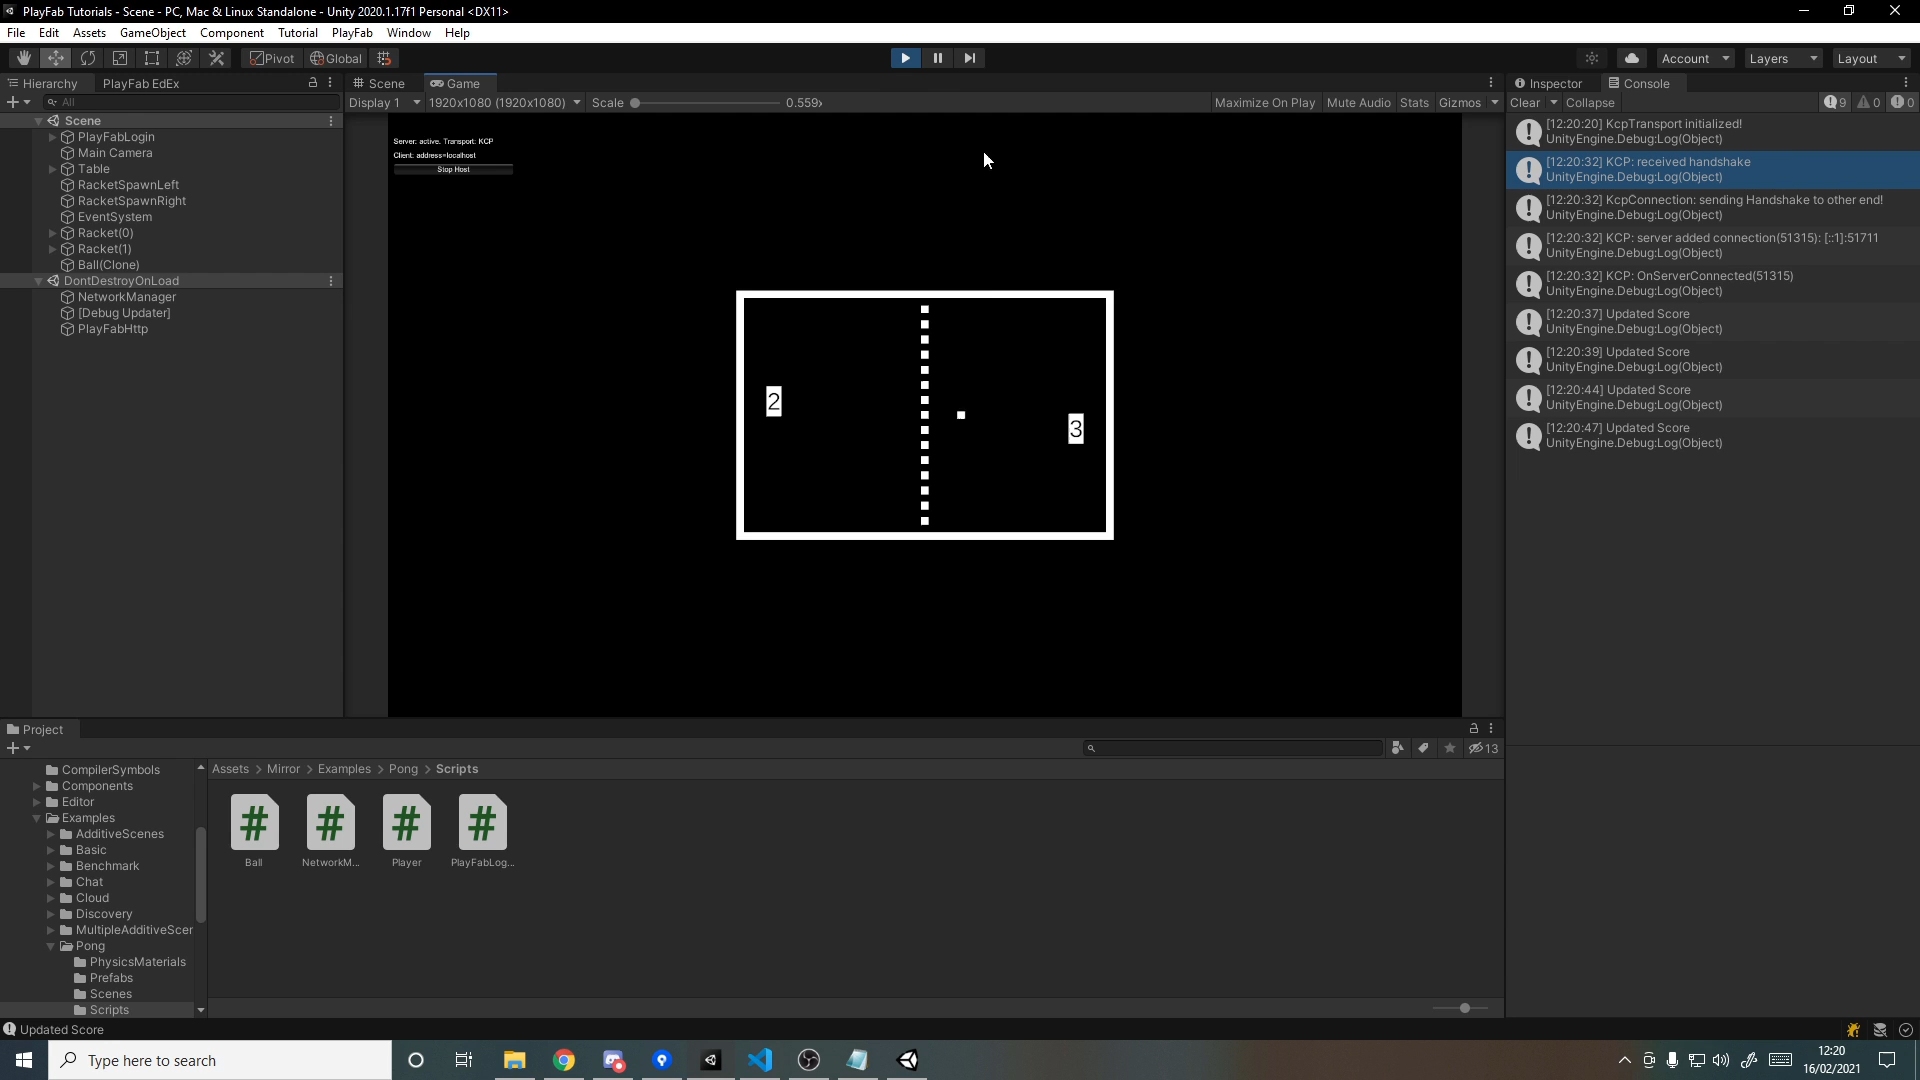 PlayFab Tutorials - Scene - PC, Mac & Linux Standalone - Unity 2020.1.17f1 Personal <DX11>
File Edit Assets GameObject Component Tutorial PlayFab Window Help
Pivot Global Account Layers Layout
Hierarchy PlayFab EdEx Scene Game Inspector Console
All Display 1 1920x1080 (1920x1080) Scale 0.559x Maximize On Play Mute Audio Stats Gizmos Clear Collapse 9 0 0
Scene
PlayFabLogin
Main Camera
Table
RacketSpawnLeft
RacketSpawnRight
EventSystem
Racket(0)
Racket(1)
Ball(Clone)
DontDestroyOnLoad
NetworkManager
[Debug Updater]
PlayFabHttp
Server: active. Transport: KCP
Client: address=localhost
Stop Host
2
3
[12:20:20] KcpTransport initialized!
UnityEngine.Debug:Log(Object)
[12:20:32] KCP: received handshake
UnityEngine.Debug:Log(Object)
[12:20:32] KcpConnection: sending Handshake to other end!
UnityEngine.Debug:Log(Object)
[12:20:32] KCP: server added connection(51315): [::1]:51711
UnityEngine.Debug:Log(Object)
[12:20:32] KCP: OnServerConnected(51315)
UnityEngine.Debug:Log(Object)
[12:20:37] Updated Score
UnityEngine.Debug:Log(Object)
[12:20:39] Updated Score
UnityEngine.Debug:Log(Object)
[12:20:44] Updated Score
UnityEngine.Debug:Log(Object)
[12:20:47] Updated Score
UnityEngine.Debug:Log(Object)
Project
13
CompilerSymbols
Components
Editor
Examples
AdditiveScenes
Basic
Benchmark
Chat
Cloud
Discovery
MultipleAdditiveScer
Pong
PhysicsMaterials
Prefabs
Scenes
Scripts
Assets > Mirror > Examples > Pong > Scripts
Ball NetworkM... Player PlayFabLog...
Updated Score
Type here to search
12:20
16/02/2021